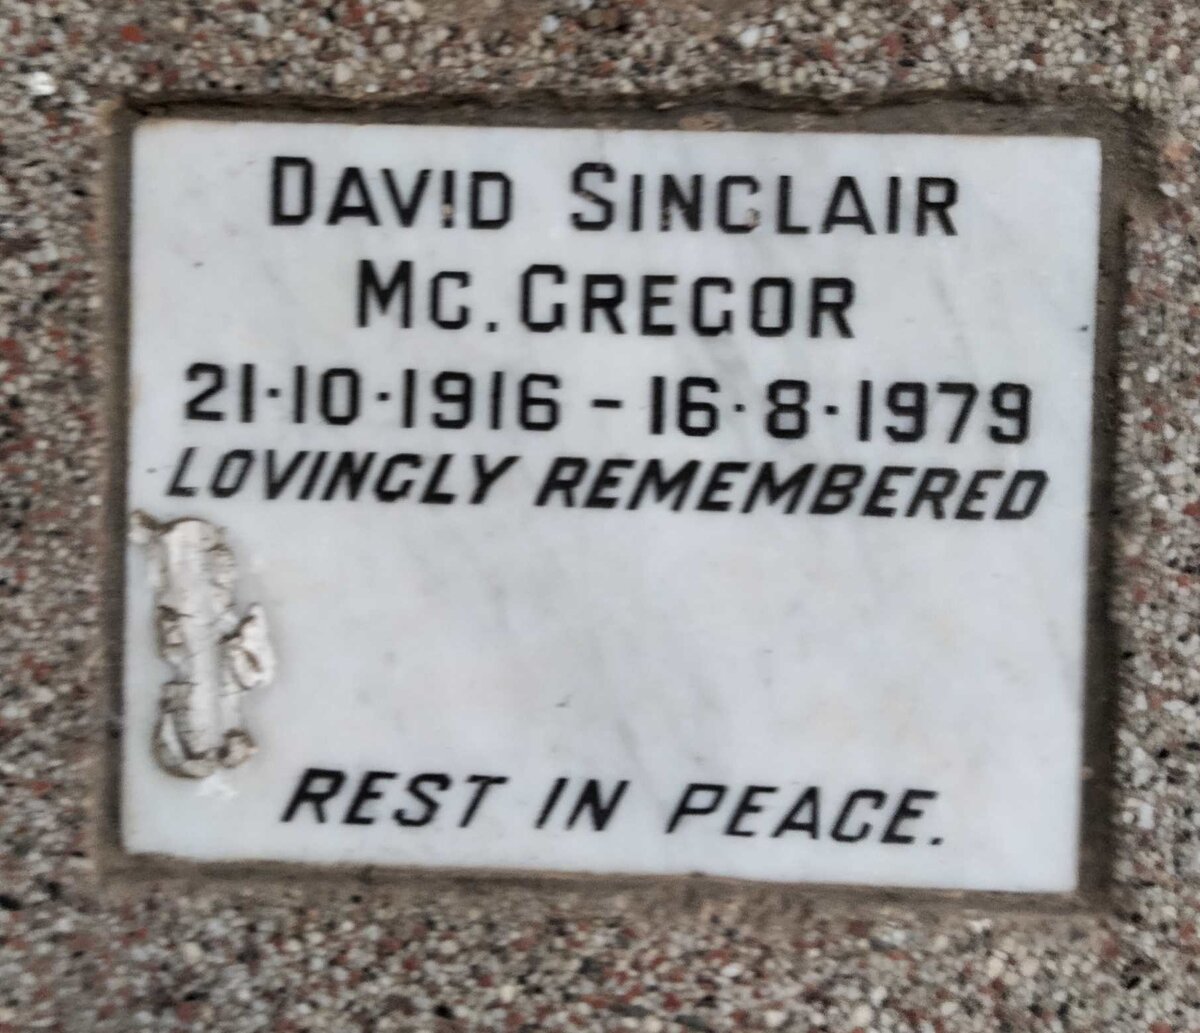 DAVID SINCLAIR
MC. GREGOR
21·10·1916 – 16·8·1979
LOVINGLY REMEMBERED
REST IN PEACE.